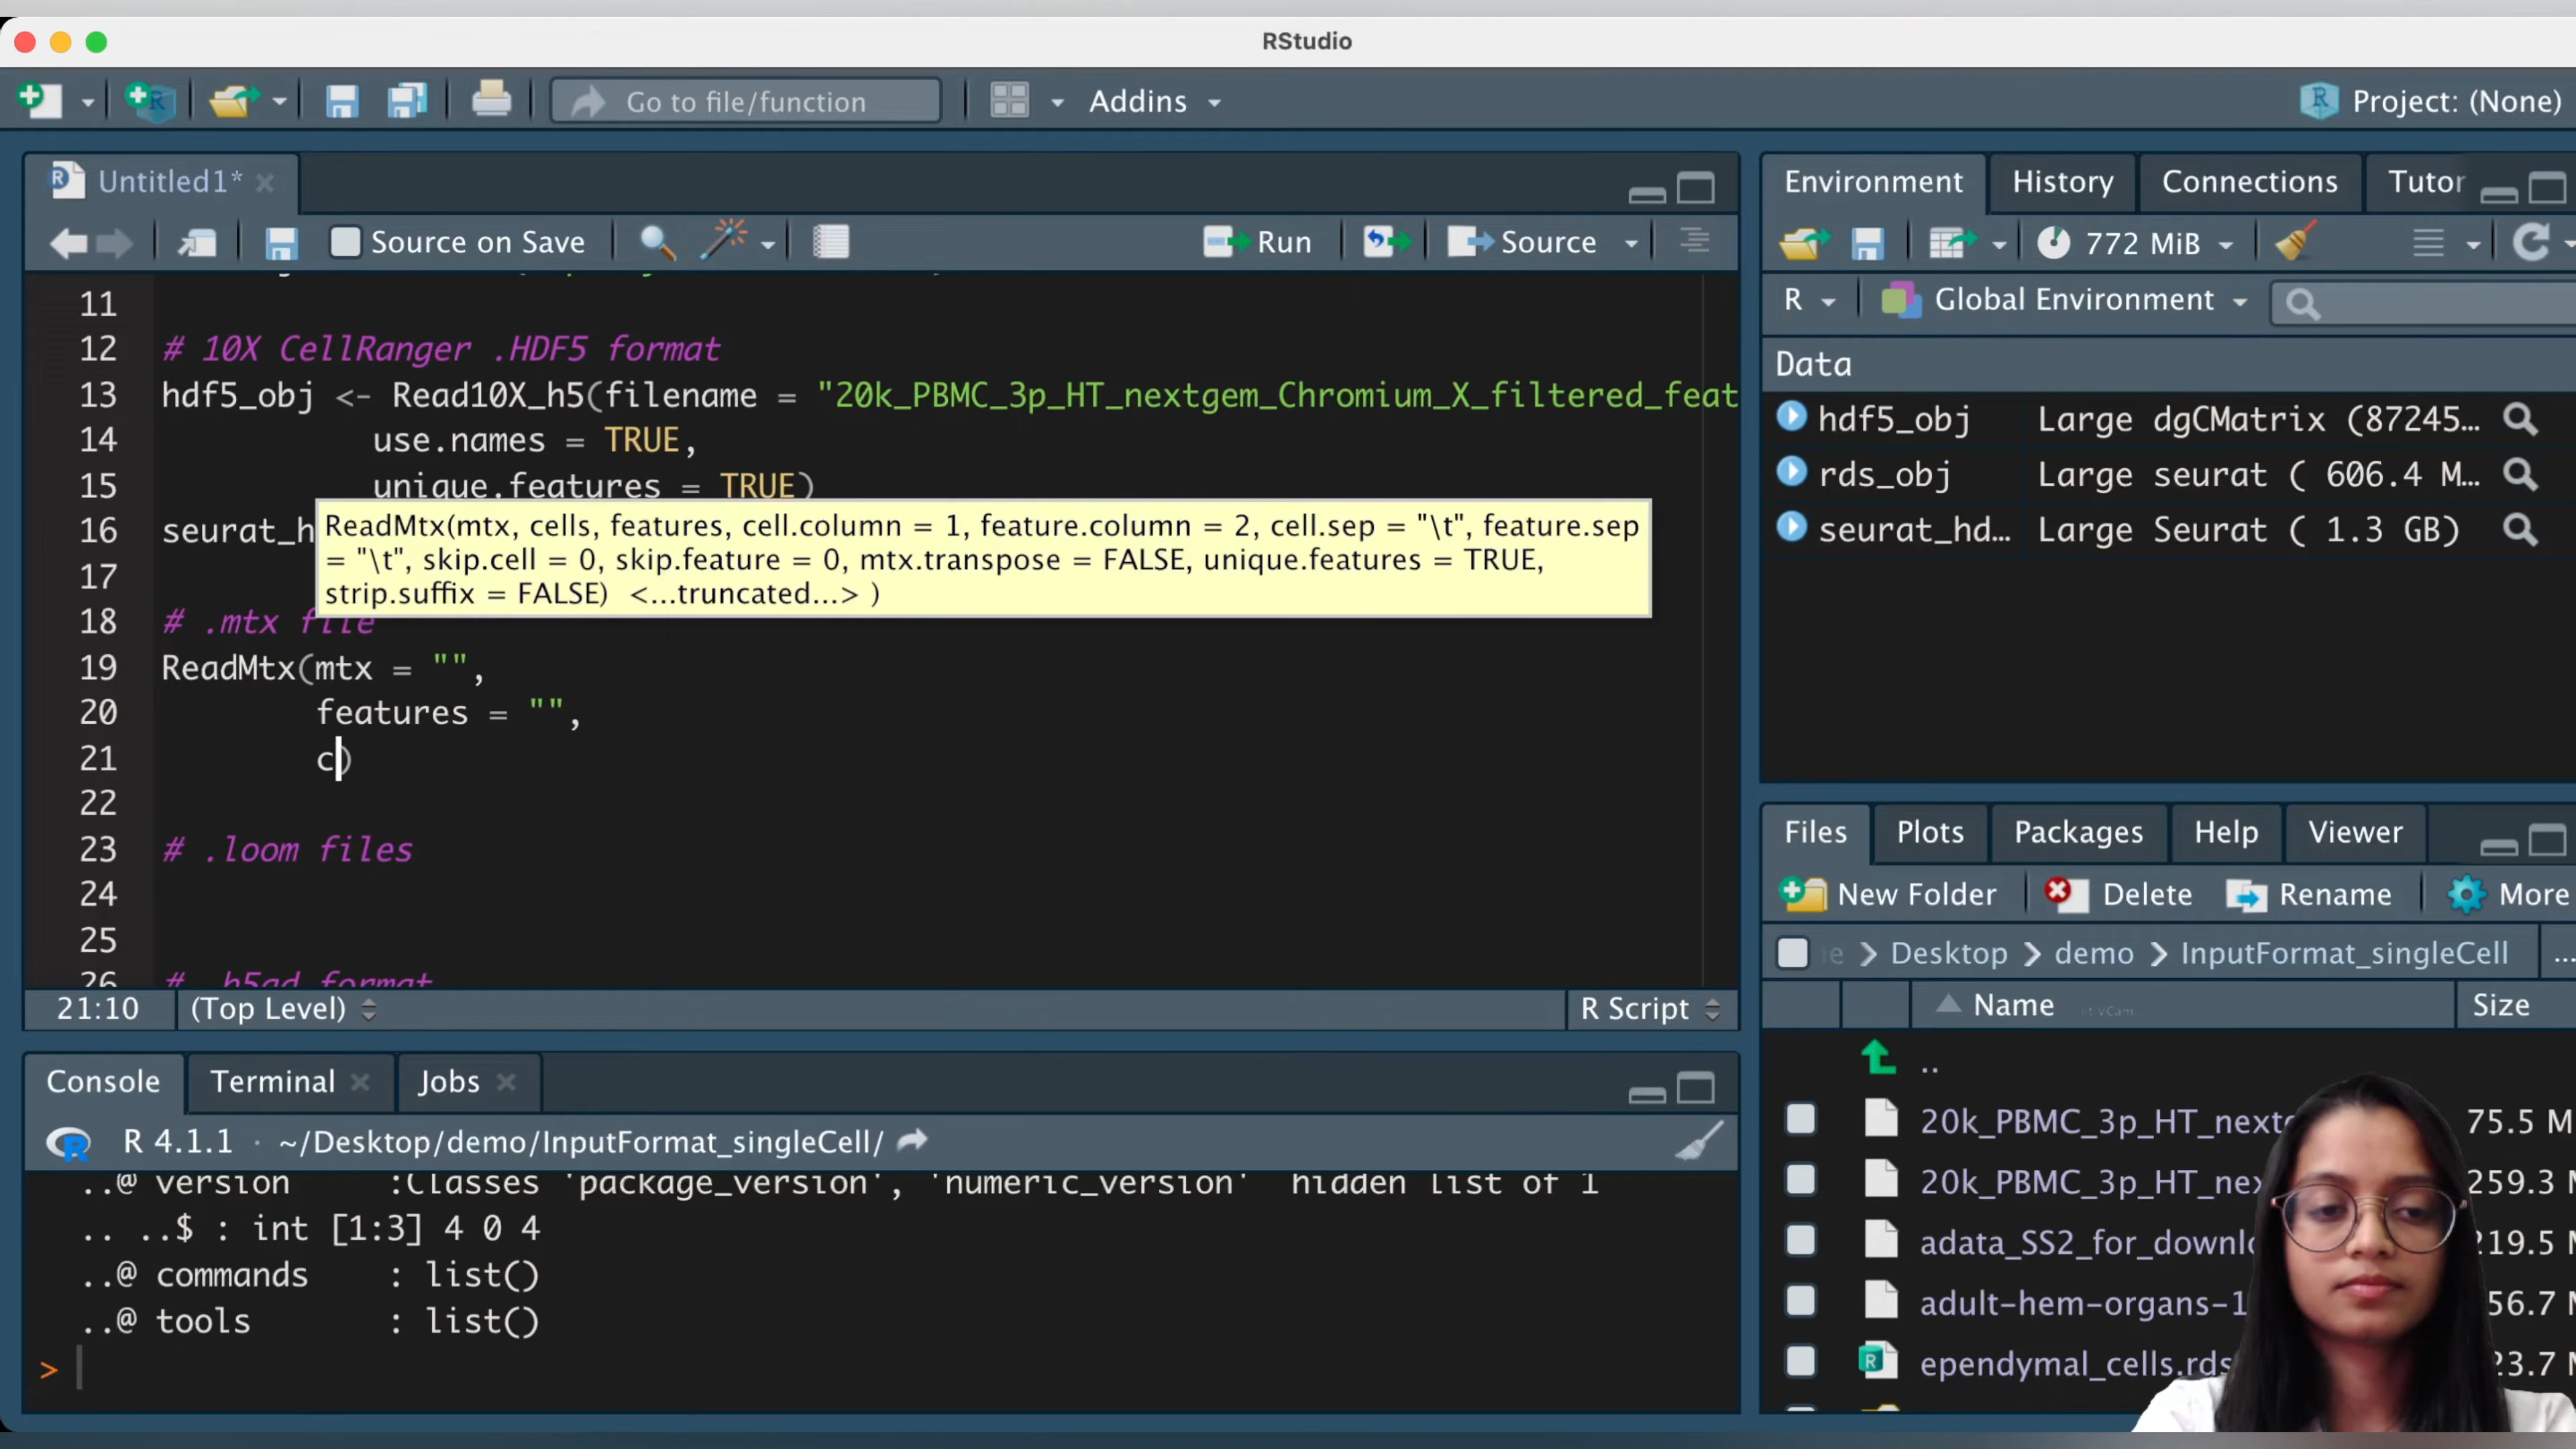 RStudio
Go to file/function
Addins
Project: (None)
Untitled1*
Source on Save
Run
Source
11
12 # 10X CellRanger .HDF5 format
13 hdf5_obj <- Read10X_h5(filename = "20k_PBMC_3p_HT_nextgem_Chromium_X_filtered_feat
14 use.names = TRUE,
15 unique.features = TRUE)
16 seurat_h
17
ReadMtx(mtx, cells, features, cell.column = 1, feature.column = 2, cell.sep = "\t", feature.sep
= "\t", skip.cell = 0, skip.feature = 0, mtx.transpose = FALSE, unique.features = TRUE,
strip.suffix = FALSE) <...truncated...> )
18 # .mtx file
19 ReadMtx(mtx = "",
20 features = "",
21 c)
22
23 # .loom files
24
25
26 # .h5ad format
21:10 (Top Level) R Script
Console Terminal Jobs
R 4.1.1 · ~/Desktop/demo/InputFormat_singleCell/
..@ version :Classes 'package_version', 'numeric_version' hidden list of 1
.. ..$ : int [1:3] 4 0 4
..@ commands : list()
..@ tools : list()
>
Environment History Connections Tutor
772 MiB
R Global Environment
Data
hdf5_obj Large dgCMatrix (87245…
rds_obj Large seurat ( 606.4 M…
seurat_hd… Large Seurat ( 1.3 GB)
Files Plots Packages Help Viewer
New Folder Delete Rename More
Desktop demo InputFormat_singleCell ...
Name Size
..
20k_PBMC_3p_HT_nextg 75.5 M
20k_PBMC_3p_HT_nex 259.3 M
adata_SS2_for_downlo 219.5 M
adult-hem-organs-1 56.7 M
ependymal_cells.rds 23.7 M